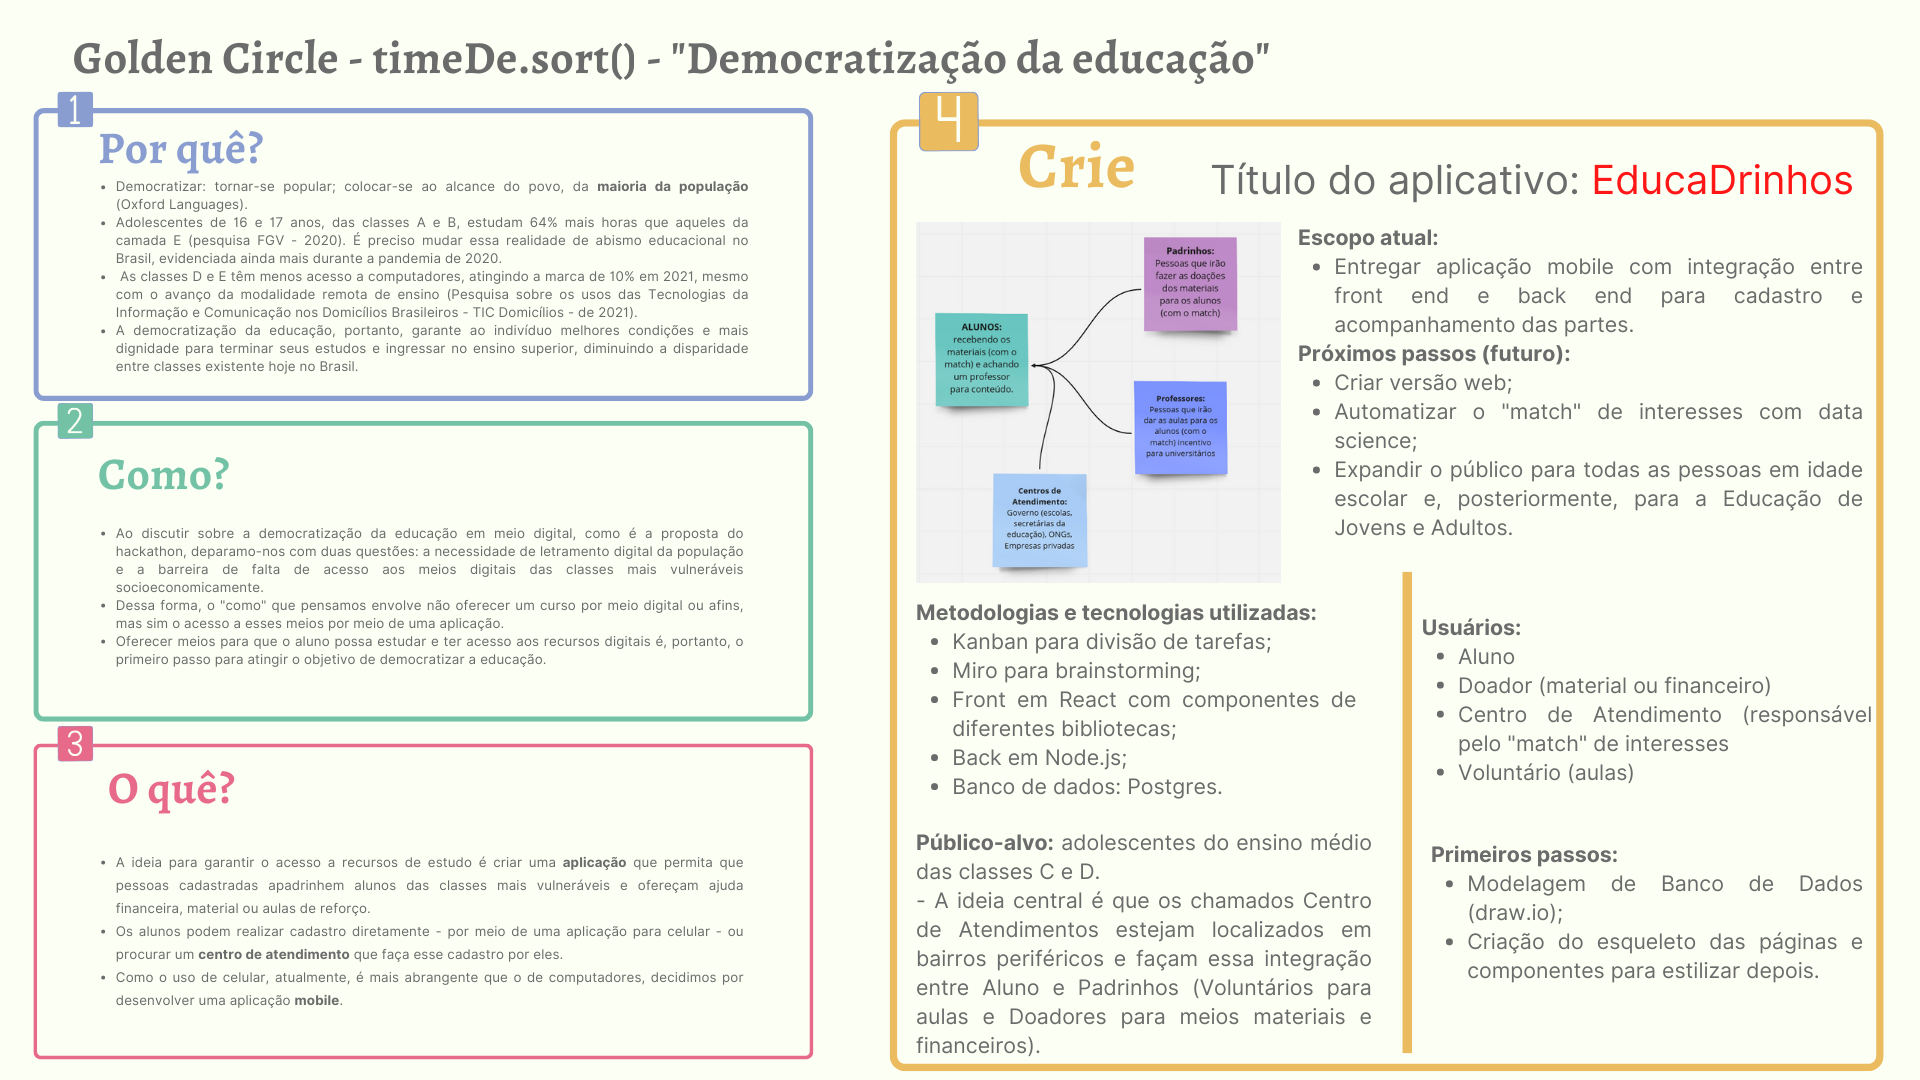 Golden Circle - timeDe.sort() - "Democratização da educação"
1
Por quê?
• Democratizar: tornar-se popular; colocar-se ao alcance do povo, da maioria da população
(Oxford Languages).
• Adolescentes de 16 e 17 anos, das classes A e B, estudam 64% mais horas que aqueles da
camada E (pesquisa FGV - 2020). É preciso mudar essa realidade de abismo educacional no
Brasil, evidenciada ainda mais durante a pandemia de 2020.
• As classes D e E têm menos acesso a computadores, atingindo a marca de 10% em 2021, mesmo
com o avanço da modalidade remota de ensino (Pesquisa sobre os usos das Tecnologias da
Informação e Comunicação nos Domicílios Brasileiros - TIC Domicílios - de 2021).
• A democratização da educação, portanto, garante ao indivíduo melhores condições e mais
dignidade para terminar seus estudos e ingressar no ensino superior, diminuindo a disparidade
entre classes existente hoje no Brasil.
2
Como?
• Ao discutir sobre a democratização da educação em meio digital, como é a proposta do
hackathon, deparamo-nos com duas questões: a necessidade de letramento digital da população
e a barreira de falta de acesso aos meios digitais das classes mais vulneráveis
socioeconomicamente.
• Dessa forma, o "como" que pensamos envolve não oferecer um curso por meio digital ou afins,
mas sim o acesso a esses meios por meio de uma aplicação.
• Oferecer meios para que o aluno possa estudar e ter acesso aos recursos digitais é, portanto, o
primeiro passo para atingir o objetivo de democratizar a educação.
3
O quê?
• A ideia para garantir o acesso a recursos de estudo é criar uma aplicação que permita que
pessoas cadastradas apadrinhem alunos das classes mais vulneráveis e ofereçam ajuda
financeira, material ou aulas de reforço.
• Os alunos podem realizar cadastro diretamente - por meio de uma aplicação para celular - ou
procurar um centro de atendimento que faça esse cadastro por eles.
• Como o uso de celular, atualmente, é mais abrangente que o de computadores, decidimos por
desenvolver uma aplicação mobile.
4
Crie
Título do aplicativo: EducaDrinhos
Padrinhos:
Pessoas que irão
fazer as doações
dos materiais
para os alunos
(com o match)
ALUNOS:
recebendo os
materiais (com o
match) e achando
um professor
para conteúdo.
Professores:
Pessoas que irão
dar as aulas para os
alunos (com o
match) incentivo
para universitários
Centros de
Atendimento:
Governo (escolas,
secretárias da
educação), ONGs,
Empresas privadas
Escopo atual:
• Entregar aplicação mobile com integração entre
front end e back end para cadastro e
acompanhamento das partes.
Próximos passos (futuro):
• Criar versão web;
• Automatizar o "match" de interesses com data
science;
• Expandir o público para todas as pessoas em idade
escolar e, posteriormente, para a Educação de
Jovens e Adultos.
Metodologias e tecnologias utilizadas:
• Kanban para divisão de tarefas;
• Miro para brainstorming;
• Front em React com componentes de
diferentes bibliotecas;
• Back em Node.js;
• Banco de dados: Postgres.
Público-alvo: adolescentes do ensino médio
das classes C e D.
- A ideia central é que os chamados Centro
de Atendimentos estejam localizados em
bairros periféricos e façam essa integração
entre Aluno e Padrinhos (Voluntários para
aulas e Doadores para meios materiais e
financeiros).
Usuários:
• Aluno
• Doador (material ou financeiro)
• Centro de Atendimento (responsável
pelo "match" de interesses
• Voluntário (aulas)
Primeiros passos:
• Modelagem de Banco de Dados
(draw.io);
• Criação do esqueleto das páginas e
componentes para estilizar depois.